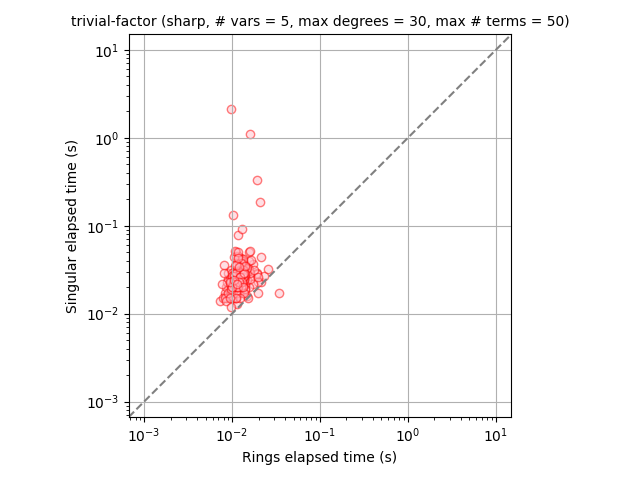 trivial-factor (sharp, # vars = 5, max degrees = 30, max # terms = 50)
Singular elapsed time (s)
10¹
10⁰
10⁻¹
10⁻²
10⁻³
10⁻³ 10⁻² 10⁻¹ 10⁰ 10¹
Rings elapsed time (s)